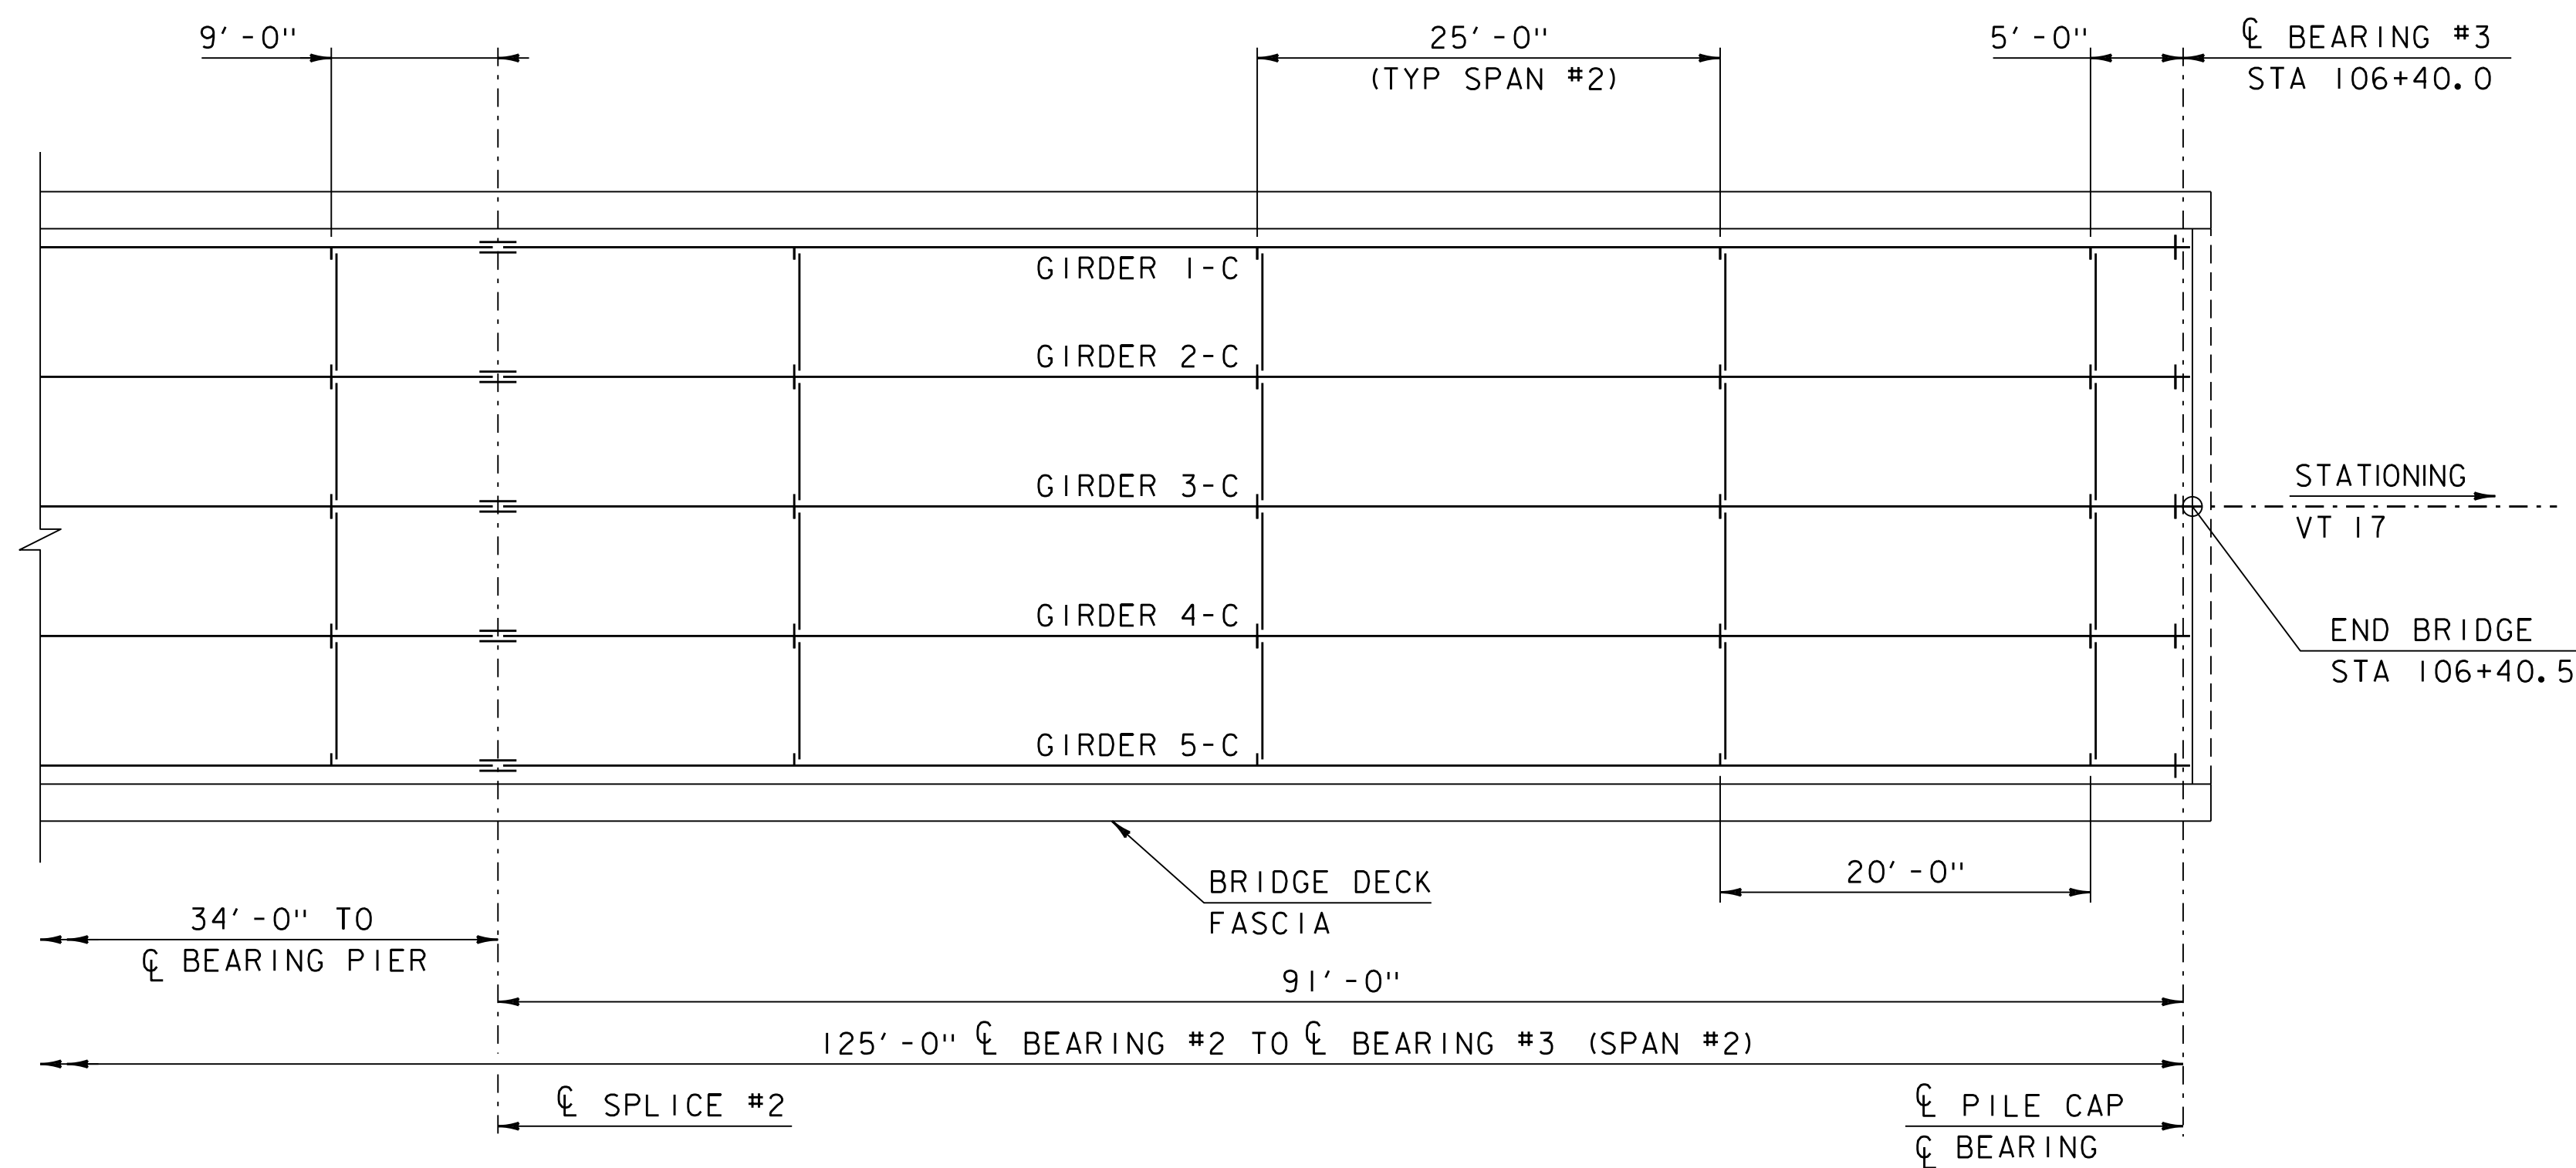 9'-0"
25'-0"
(TYP SPAN #2)
5'-0"
℄ BEARING #3
STA 106+40.0
GIRDER 1-C
GIRDER 2-C
GIRDER 3-C
GIRDER 4-C
GIRDER 5-C
STATIONING
VT 17
END BRIDGE
STA 106+40.5
BRIDGE DECK
FASCIA
20'-0"
34'-0" TO
℄ BEARING PIER
91'-0"
125'-0" ℄ BEARING #2 TO ℄ BEARING #3 (SPAN #2)
℄ SPLICE #2
℄ PILE CAP
℄ BEARING